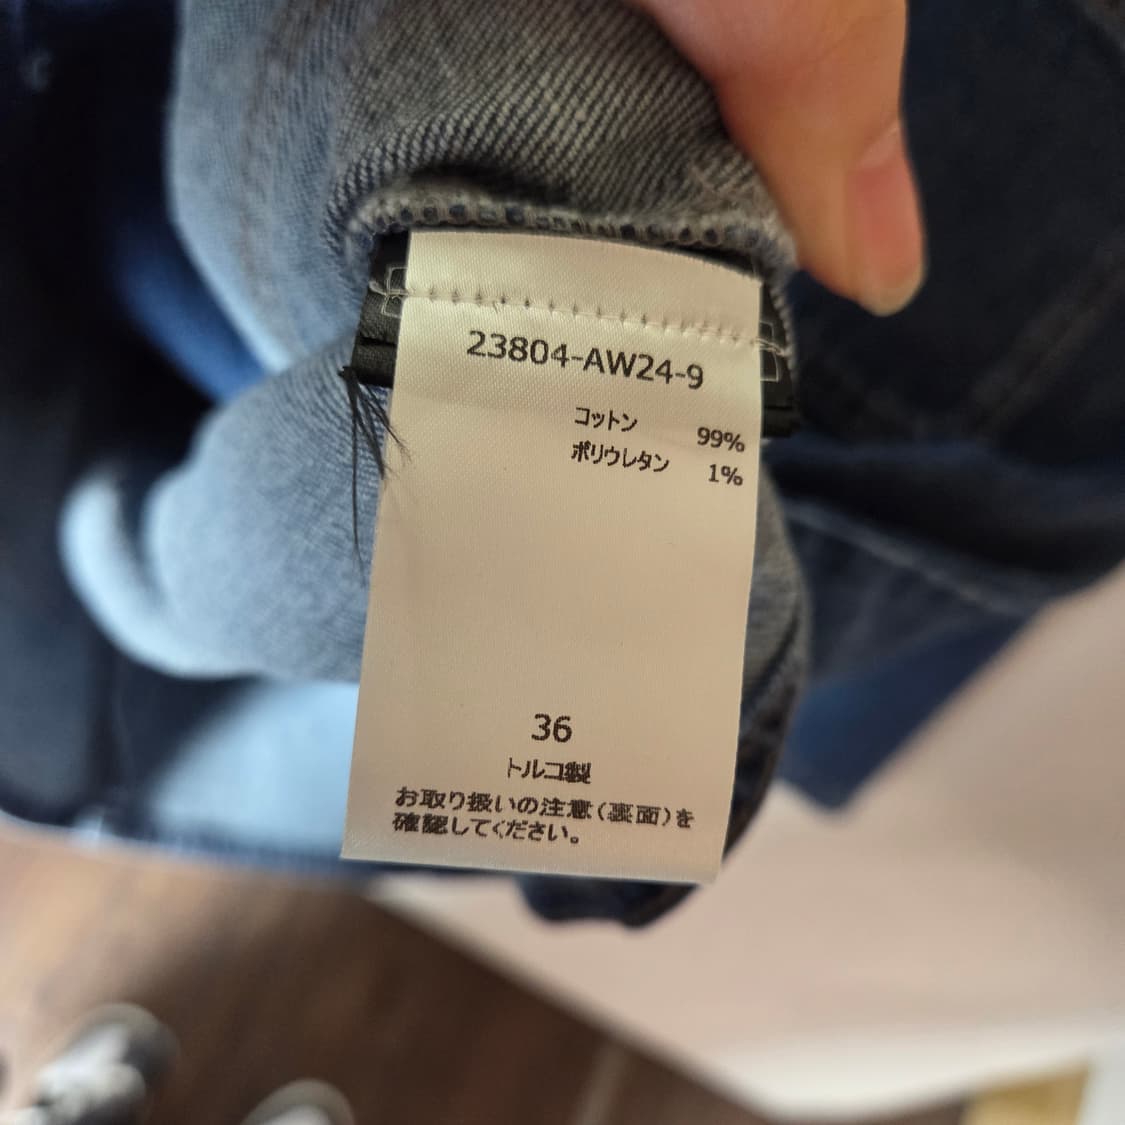 23804-AW24-9
コットン 99%
ポリウレタン 1%
36
トルコ製
お取り扱いの注意(裏面)を
確認してください。